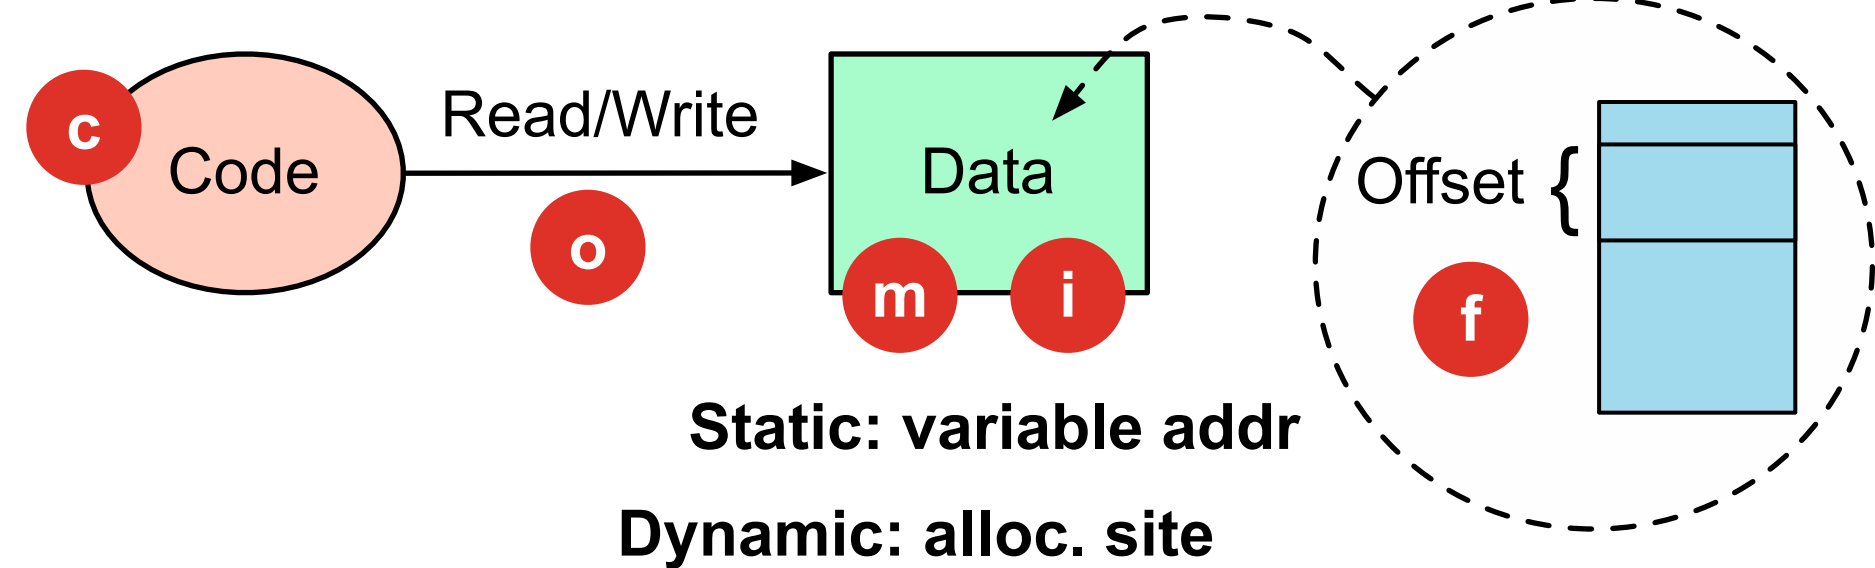 c
Code
Read/Write
o
Data
m
i
Offset {
f
Static: variable addr
Dynamic: alloc. site